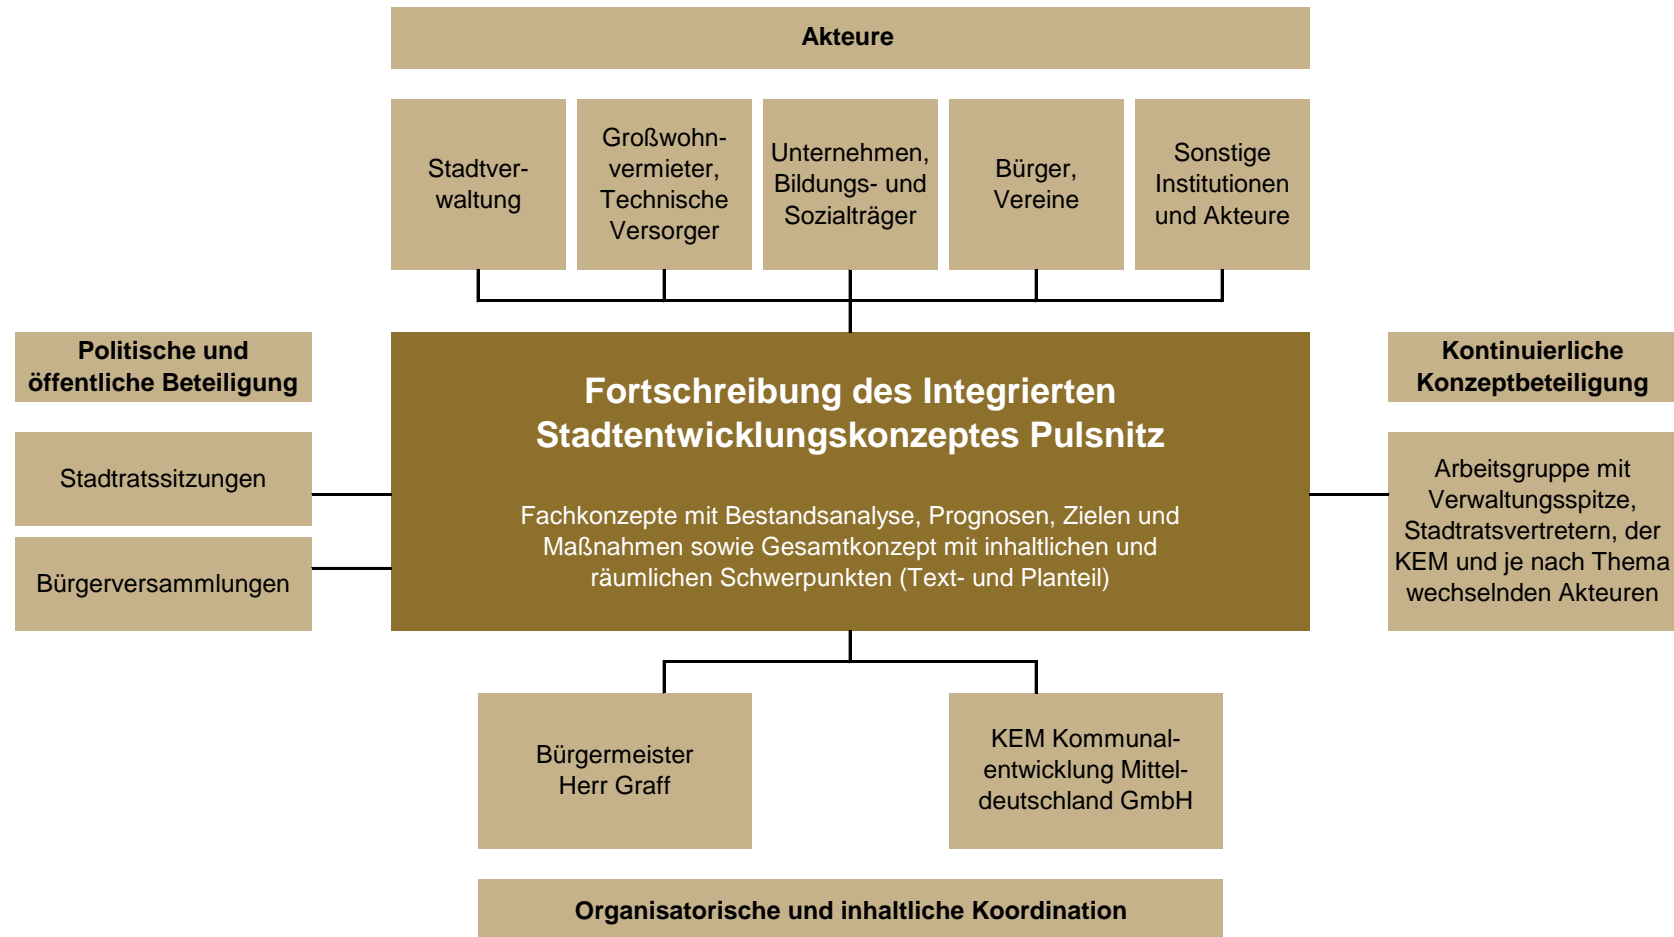 Akteure
Stadtver-
waltung
Großwohn-
vermieter,
Technische
Versorger
Unternehmen,
Bildungs- und
Sozialträger
Bürger,
Vereine
Sonstige
Institutionen
und Akteure
Politische und
öffentliche Beteiligung
Stadtratssitzungen
Bürgerversammlungen
Fortschreibung des Integrierten
Stadtentwicklungskonzeptes Pulsnitz
Fachkonzepte mit Bestandsanalyse, Prognosen, Zielen und
Maßnahmen sowie Gesamtkonzept mit inhaltlichen und
räumlichen Schwerpunkten (Text- und Planteil)
Kontinuierliche
Konzeptbeteiligung
Arbeitsgruppe mit
Verwaltungsspitze,
Stadtratsvertretern, der
KEM und je nach Thema
wechselnden Akteuren
Bürgermeister
Herr Graff
KEM Kommunal-
entwicklung Mittel-
deutschland GmbH
Organisatorische und inhaltliche Koordination